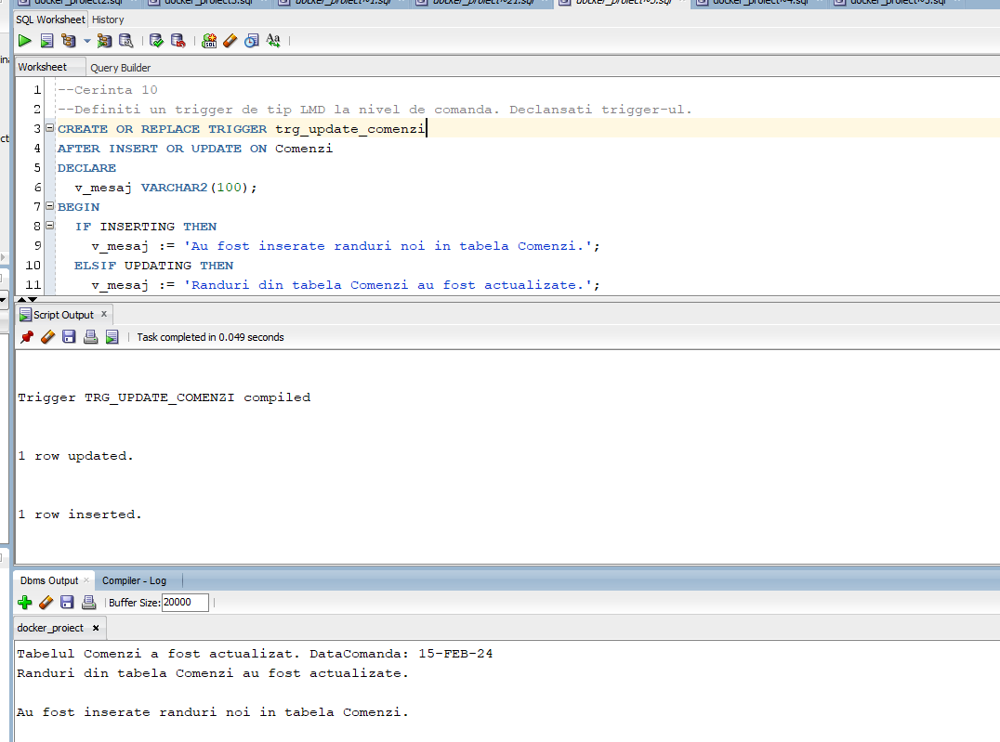 SQL Worksheet History
Worksheet Query Builder
1 --Cerinta 10
2 --Definiti un trigger de tip LMD la nivel de comanda. Declansati trigger-ul.
3 CREATE OR REPLACE TRIGGER trg_update_comenzi
4 AFTER INSERT OR UPDATE ON Comenzi
5 DECLARE
6 v_mesaj VARCHAR2(100);
7 BEGIN
8 IF INSERTING THEN
9 v_mesaj := 'Au fost inserate randuri noi in tabela Comenzi.';
10 ELSIF UPDATING THEN
11 v_mesaj := 'Randuri din tabela Comenzi au fost actualizate.';
Script Output x
Task completed in 0.049 seconds
Trigger TRG_UPDATE_COMENZI compiled
1 row updated.
1 row inserted.
Dbms Output × Compiler - Log
Buffer Size: 20000
docker_proiect ×
Tabelul Comenzi a fost actualizat. DataComanda: 15-FEB-24
Randuri din tabela Comenzi au fost actualizate.
Au fost inserate randuri noi in tabela Comenzi.